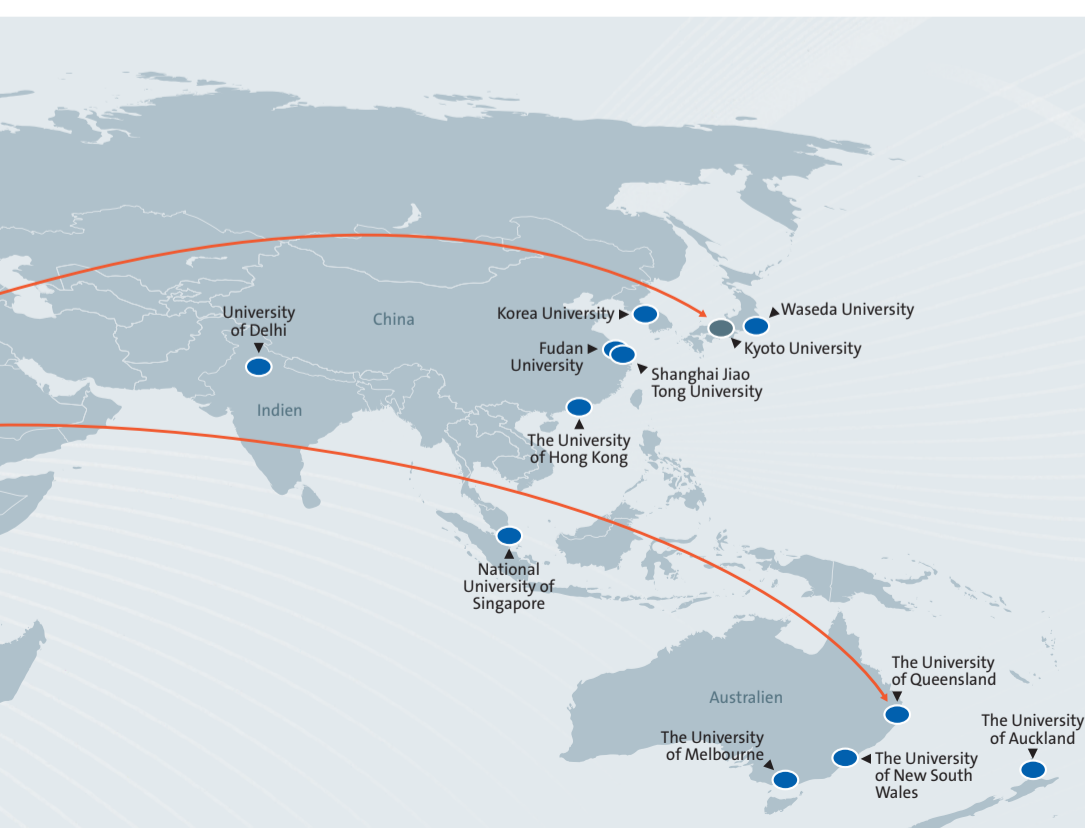 University
of Delhi
China
Indien
Korea University
Waseda University
Kyoto University
Fudan
University
Shanghai Jiao
Tong University
The University
of Hong Kong
National
University of
Singapore
Australien
The University
of Queensland
The University
of Melbourne
The University
of New South
Wales
The University
of Auckland